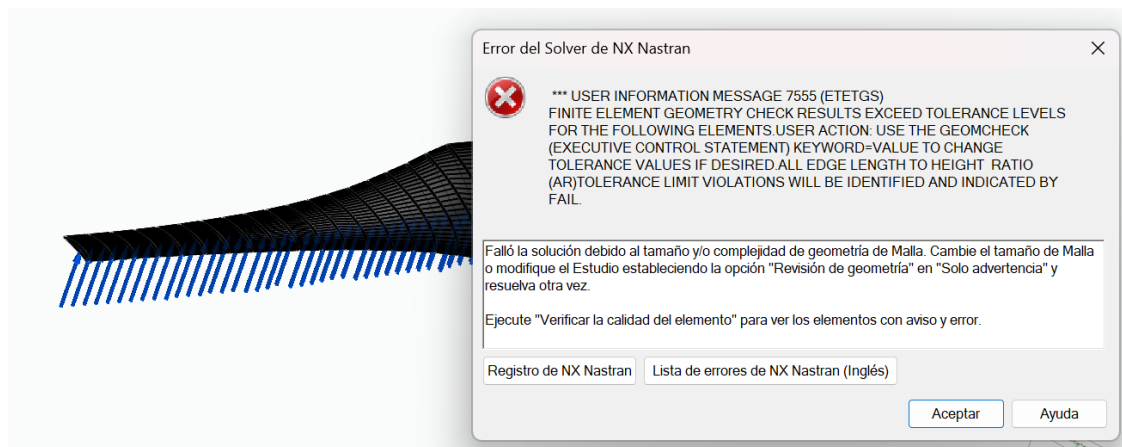 Error del Solver de NX Nastran
*** USER INFORMATION MESSAGE 7555 (ETETGS)
FINITE ELEMENT GEOMETRY CHECK RESULTS EXCEED TOLERANCE LEVELS
FOR THE FOLLOWING ELEMENTS.USER ACTION: USE THE GEOMCHECK
(EXECUTIVE CONTROL STATEMENT) KEYWORD=VALUE TO CHANGE
TOLERANCE VALUES IF DESIRED.ALL EDGE LENGTH TO HEIGHT RATIO
(AR)TOLERANCE LIMIT VIOLATIONS WILL BE IDENTIFIED AND INDICATED BY
FAIL.
Falló la solución debido al tamaño y/o complejidad de geometría de Malla. Cambie el tamaño de Malla
o modifique el Estudio estableciendo la opción "Revisión de geometría" en "Solo advertencia" y
resuelva otra vez.
Ejecute "Verificar la calidad del elemento" para ver los elementos con aviso y error.
Registro de NX Nastran
Lista de errores de NX Nastran (Inglés)
Aceptar
Ayuda